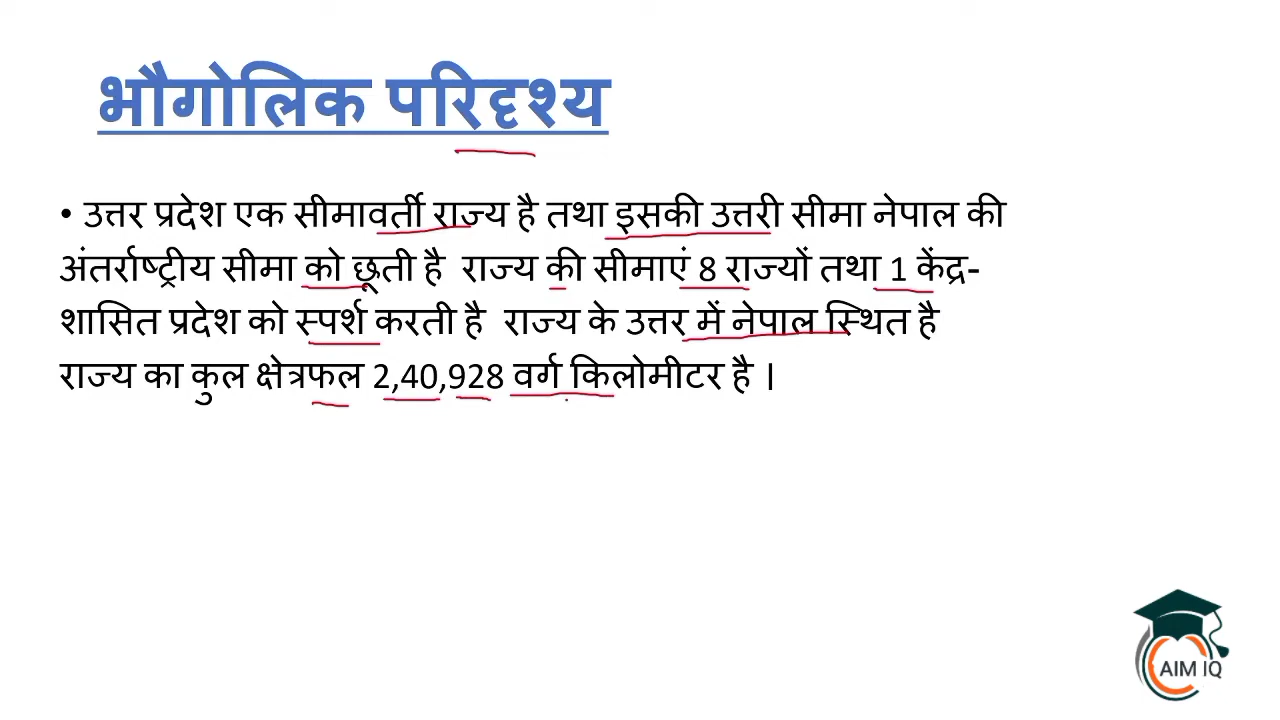 भौगोलिक परिदृश्य
• उत्तर प्रदेश एक सीमावर्ती राज्य है तथा इसकी उत्तरी सीमा नेपाल की
अंतर्राष्ट्रीय सीमा को छूती है राज्य की सीमाएं 8 राज्यों तथा 1 केंद्र-
शासित प्रदेश को स्पर्श करती है राज्य के उत्तर में नेपाल स्थित है
राज्य का कुल क्षेत्रफल 2,40,928 वर्ग किलोमीटर है ।
AIM IQ